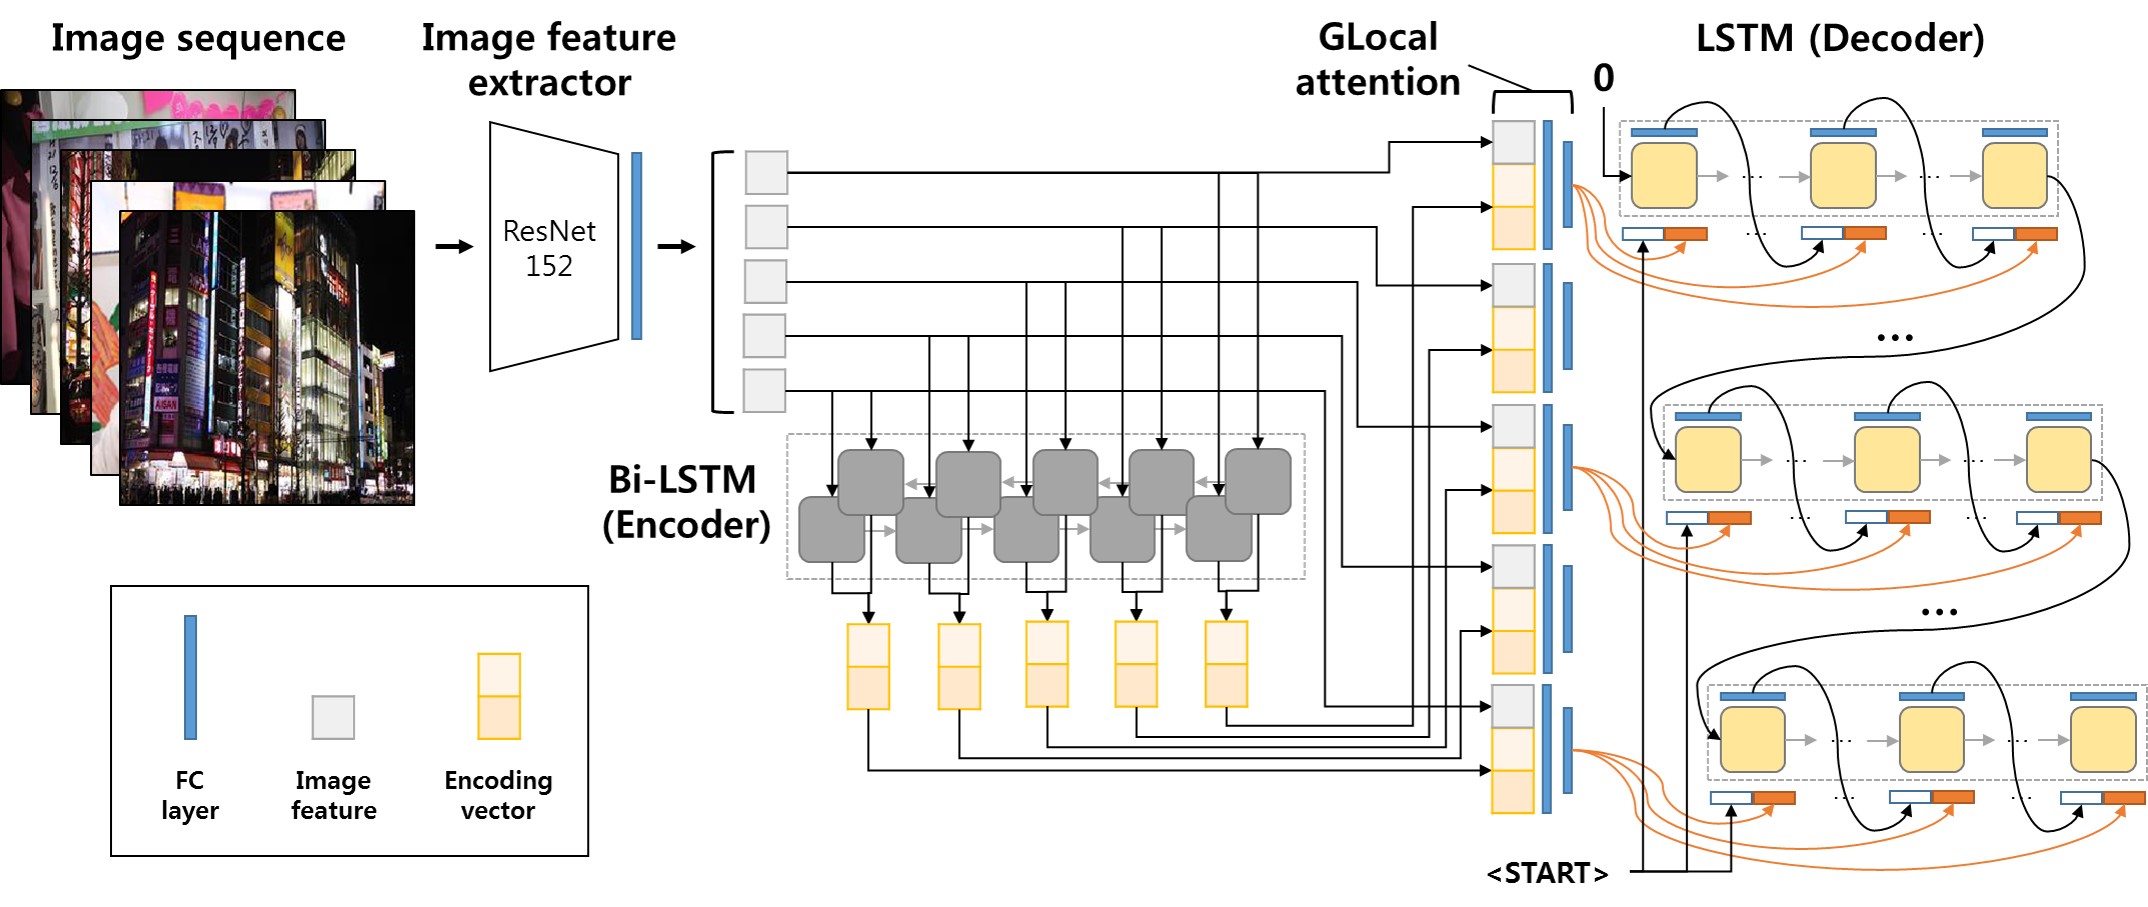 Image sequence
Image feature
extractor
GLocal
attention
LSTM (Decoder)
0
ResNet
152
AISAN
...
...
...
Bi-LSTM
(Encoder)
...
...
...
...
...
...
FC
layer
Image
feature
Encoding
vector
<START>